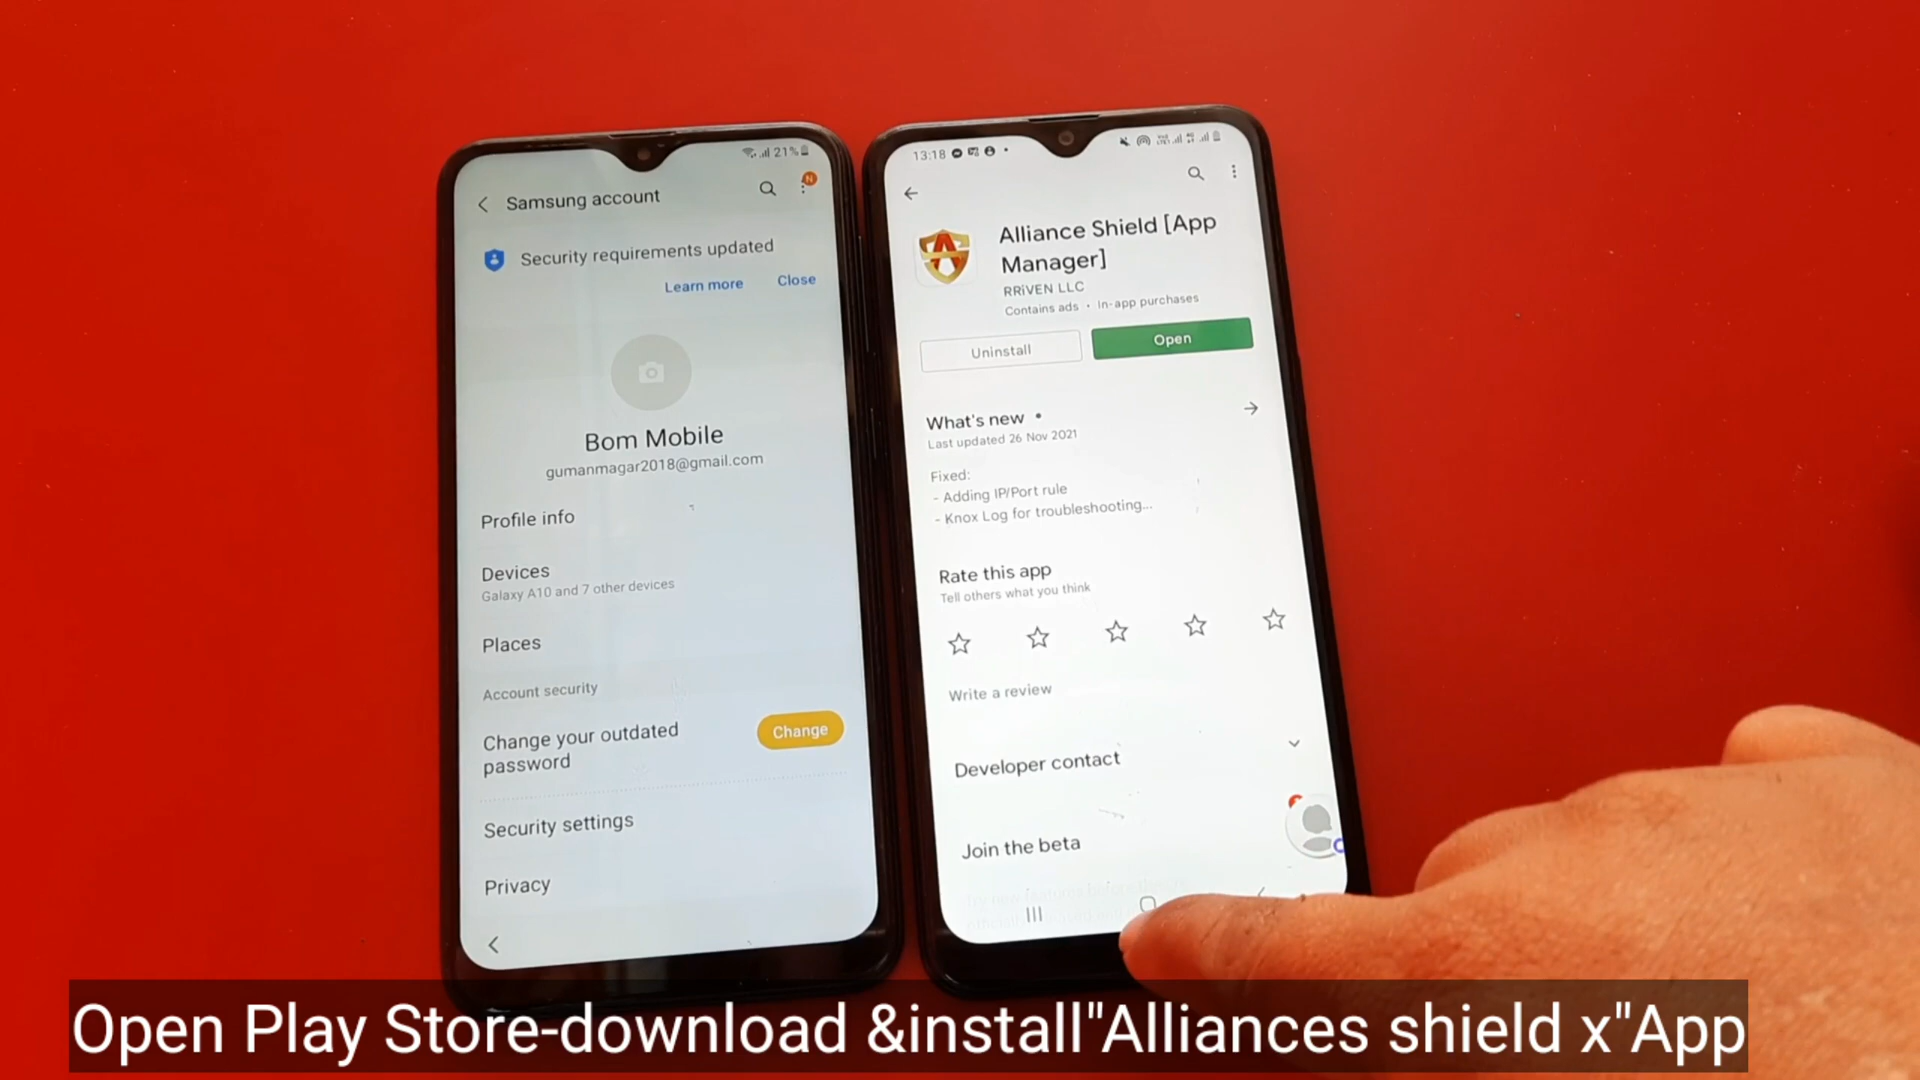 21%
Samsung account
N
Security requirements updated
Learn more
Close
Bom Mobile
gumanmagar2018@gmail.com
Profile info
Devices
Galaxy A10 and 7 other devices
Places
Account security
Change your outdated
password
Change
Security settings
Privacy
13:18
Alliance Shield [App
Manager]
RRiVEN LLC
Contains ads • In-app purchases
Uninstall
Open
What's new •
Last updated 26 Nov 2021
Fixed:
- Adding IP/Port rule
- Knox Log for troubleshooting...
Rate this app
Tell others what you think
Write a review
Developer contact
Join the beta
Open Play Store-download &install"Alliances shield x"App